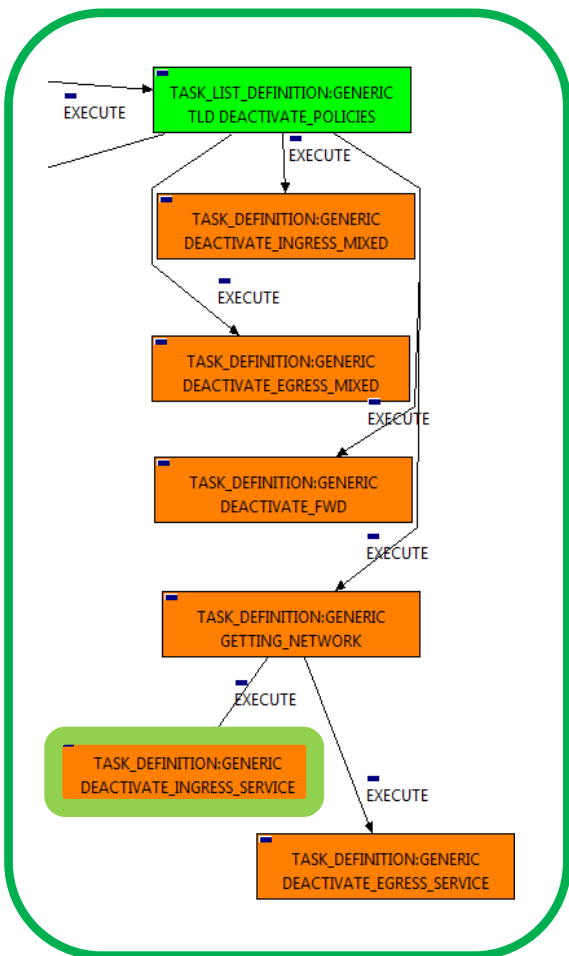 TASK_LIST_DEFINITION:GENERIC
TLD DEACTIVATE_POLICIES
EXECUTE
EXECUTE
TASK_DEFINITION:GENERIC
DEACTIVATE_INGRESS_MIXED
EXECUTE
TASK_DEFINITION:GENERIC
DEACTIVATE_EGRESS_MIXED
EXECUTE
TASK_DEFINITION:GENERIC
DEACTIVATE_FWD
EXECUTE
TASK_DEFINITION:GENERIC
GETTING_NETWORK
EXECUTE
TASK_DEFINITION:GENERIC
DEACTIVATE_INGRESS_SERVICE
EXECUTE
TASK_DEFINITION:GENERIC
DEACTIVATE_EGRESS_SERVICE